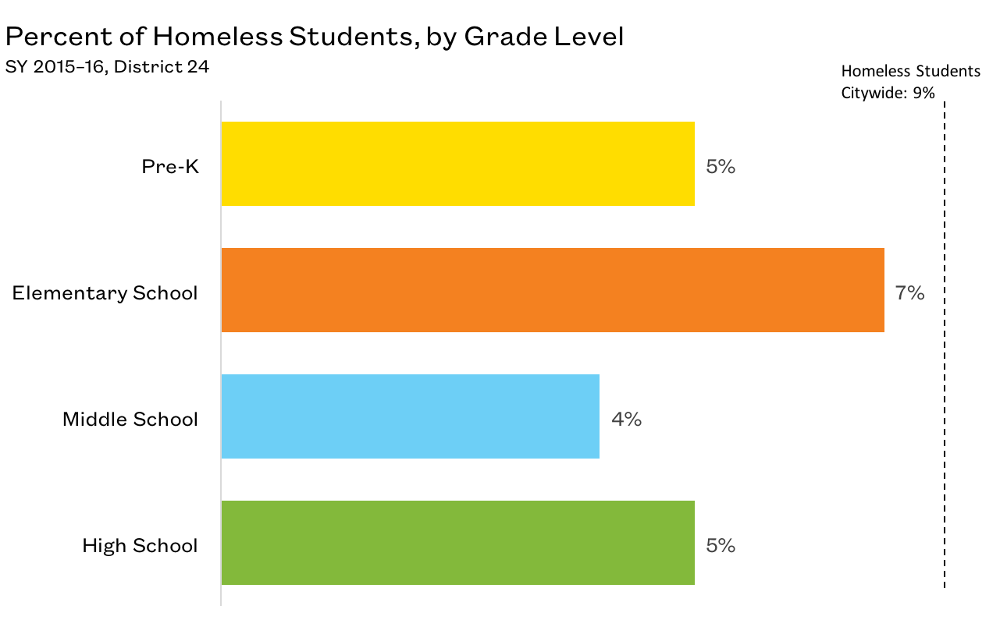 Percent of Homeless Students, by Grade Level
SY 2015–16, District 24
Homeless Students
Citywide: 9%
Pre-K
5%
Elementary School
7%
Middle School
4%
High School
5%